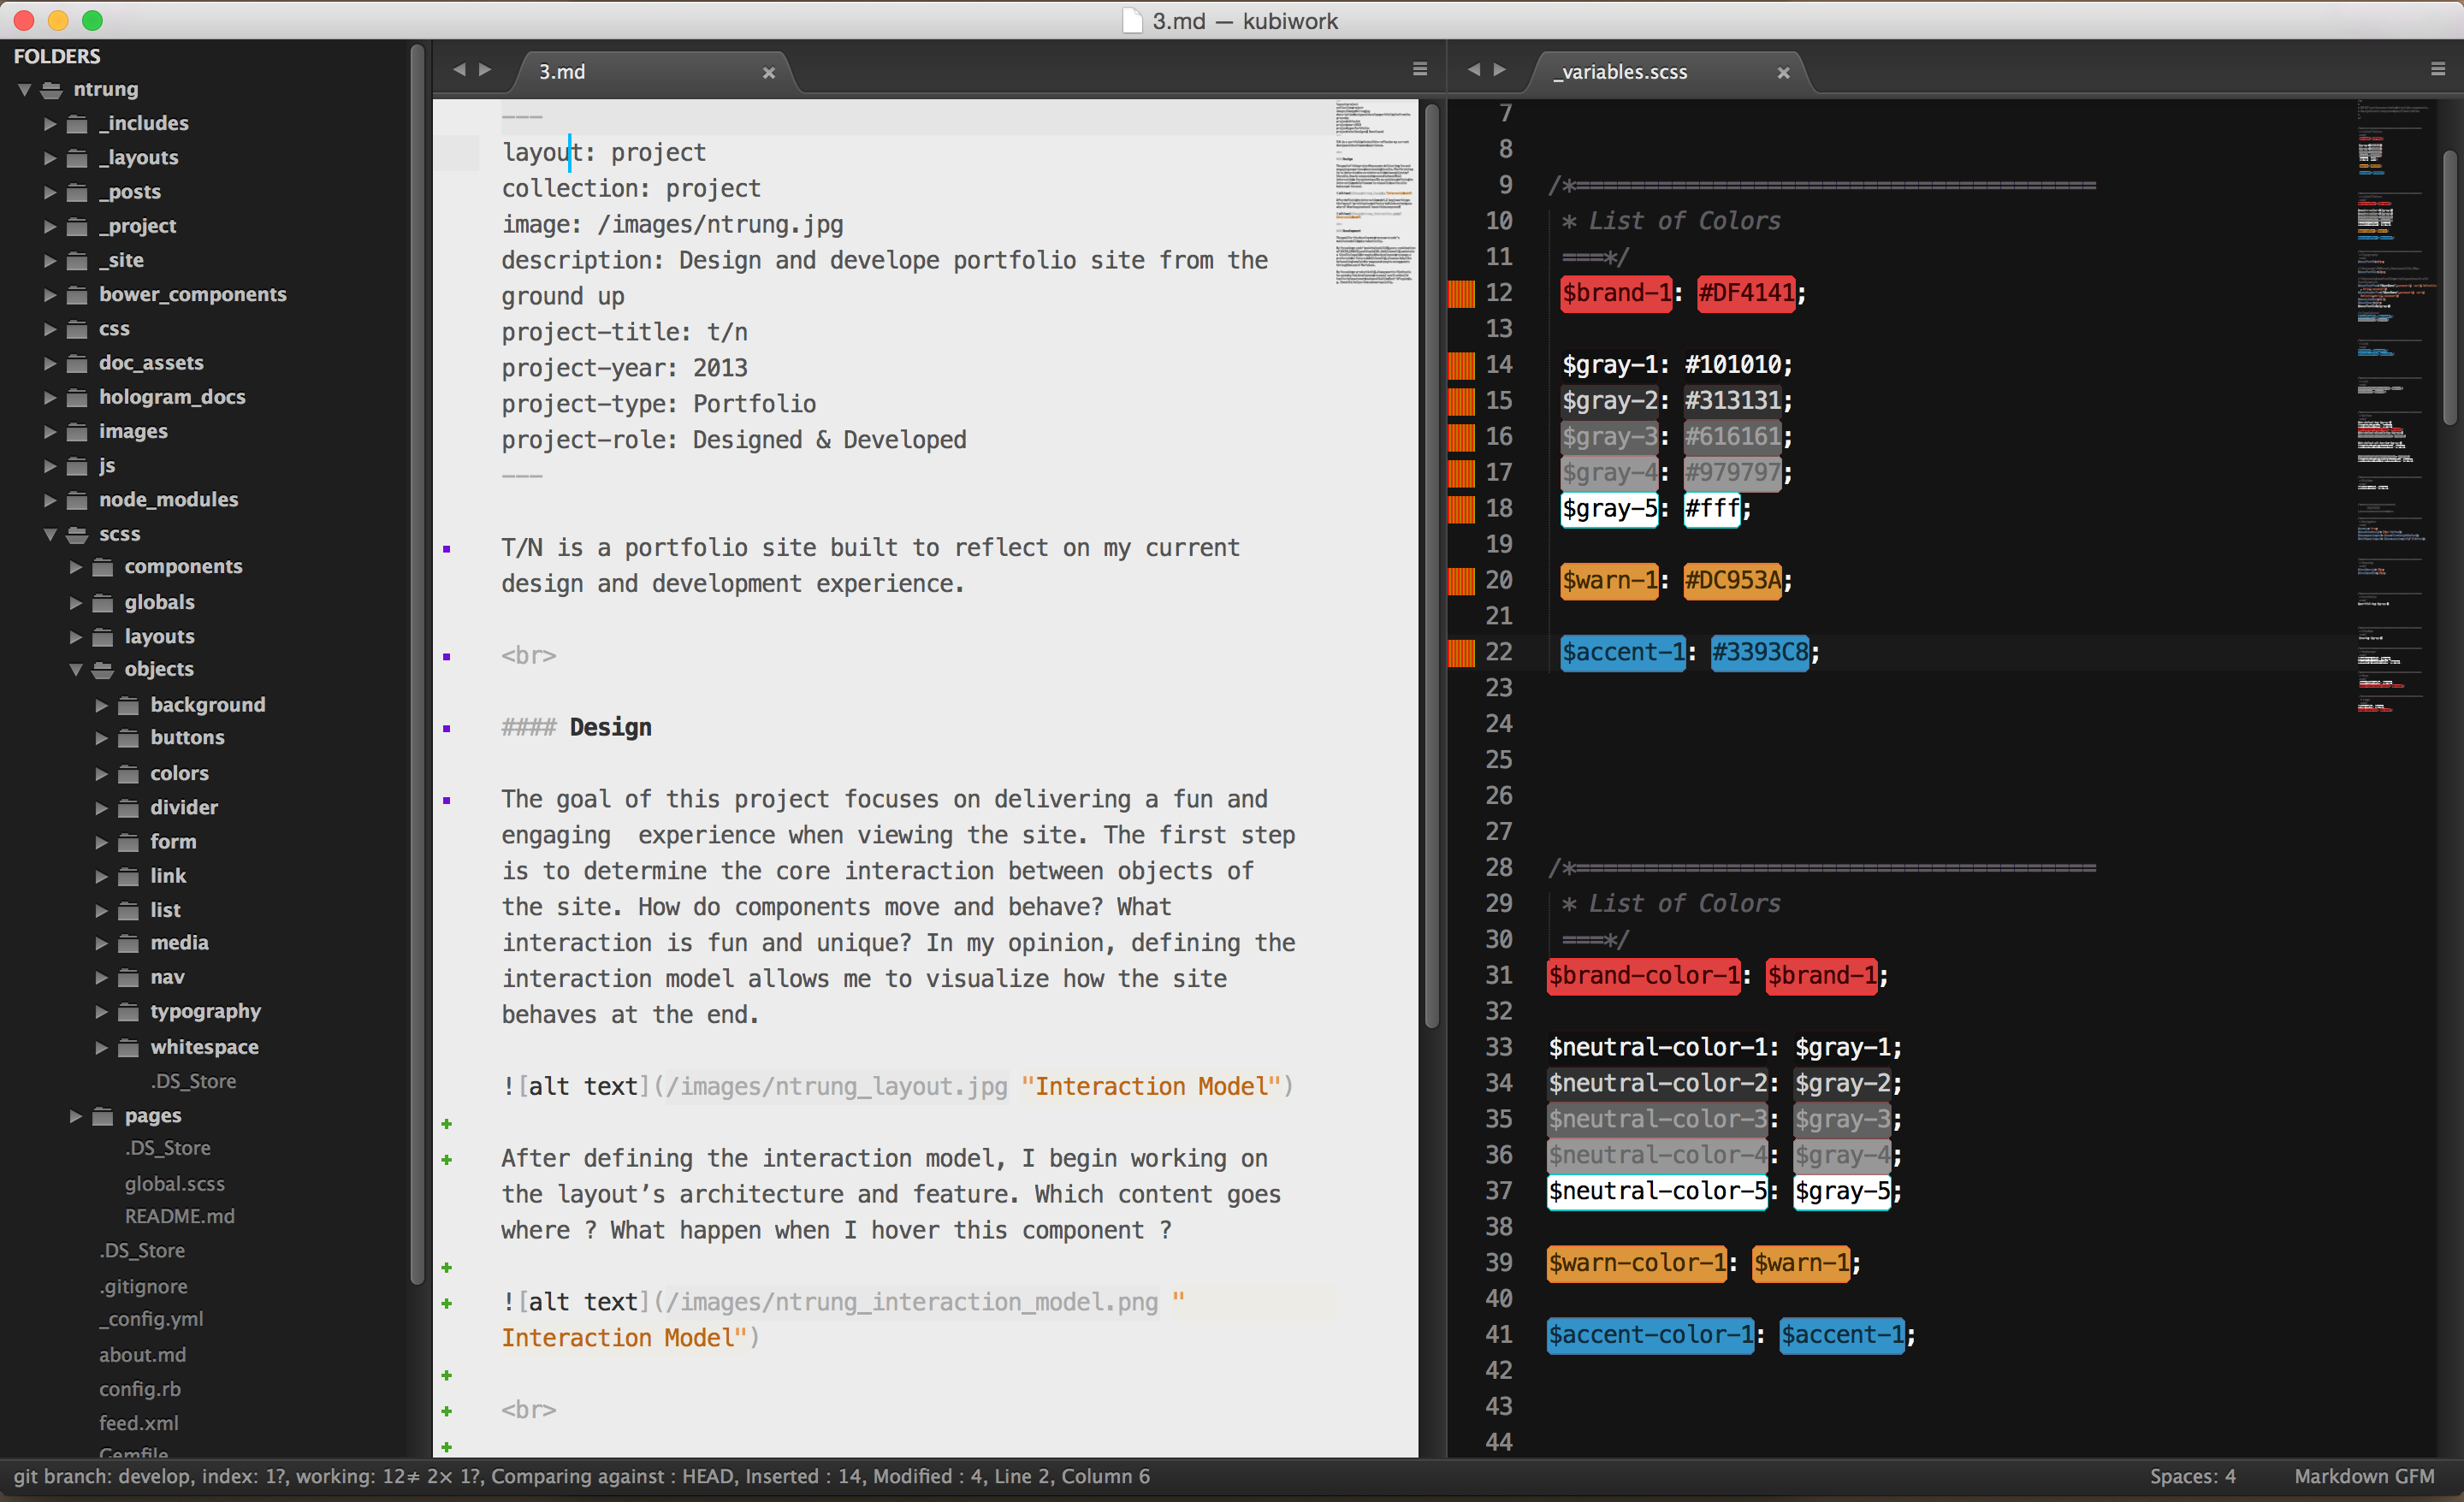 3.md — kubiwork
FOLDERS
ntrung
_includes
_layouts
_posts
_project
_site
bower_components
css
doc_assets
hologram_docs
images
js
node_modules
scss
components
globals
layouts
objects
background
buttons
colors
divider
form
link
list
media
nav
typography
whitespace
.DS_Store
pages
.DS_Store
global.scss
README.md
.DS_Store
.gitignore
_config.yml
about.md
config.rb
feed.xml
Gemfile
3.md
---
layout: project
collection: project
image: /images/ntrung.jpg
description: Design and develope portfolio site from the
ground up
project-title: t/n
project-year: 2013
project-type: Portfolio
project-role: Designed & Developed
---
T/N is a portfolio site built to reflect on my current
design and development experience.
<br>
#### Design
The goal of this project focuses on delivering a fun and
engaging  experience when viewing the site. The first step
is to determine the core interaction between objects of
the site. How do components move and behave? What
interaction is fun and unique? In my opinion, defining the
interaction model allows me to visualize how the site
behaves at the end.
![alt text](/images/ntrung_layout.jpg "Interaction Model")
After defining the interaction model, I begin working on
the layout’s architecture and feature. Which content goes
where ? What happen when I hover this component ?
![alt text](/images/ntrung_interaction_model.png "
Interaction Model")
<br>
_variables.scss
7
8
9 /*======================================
10 * List of Colors
11 ===*/
12 $brand-1: #DF4141;
13
14 $gray-1: #101010;
15 $gray-2: #313131;
16 $gray-3: #616161;
17 $gray-4: #979797;
18 $gray-5: #fff;
19
20 $warn-1: #DC953A;
21
22 $accent-1: #3393C8;
23
24
25
26
27
28 /*======================================
29 * List of Colors
30 ===*/
31 $brand-color-1: $brand-1;
32
33 $neutral-color-1: $gray-1;
34 $neutral-color-2: $gray-2;
35 $neutral-color-3: $gray-3;
36 $neutral-color-4: $gray-4;
37 $neutral-color-5: $gray-5;
38
39 $warn-color-1: $warn-1;
40
41 $accent-color-1: $accent-1;
42
43
44
git branch: develop, index: 1?, working: 12≠ 2× 1?, Comparing against : HEAD, Inserted : 14, Modified : 4, Line 2, Column 6
Spaces: 4
Markdown GFM